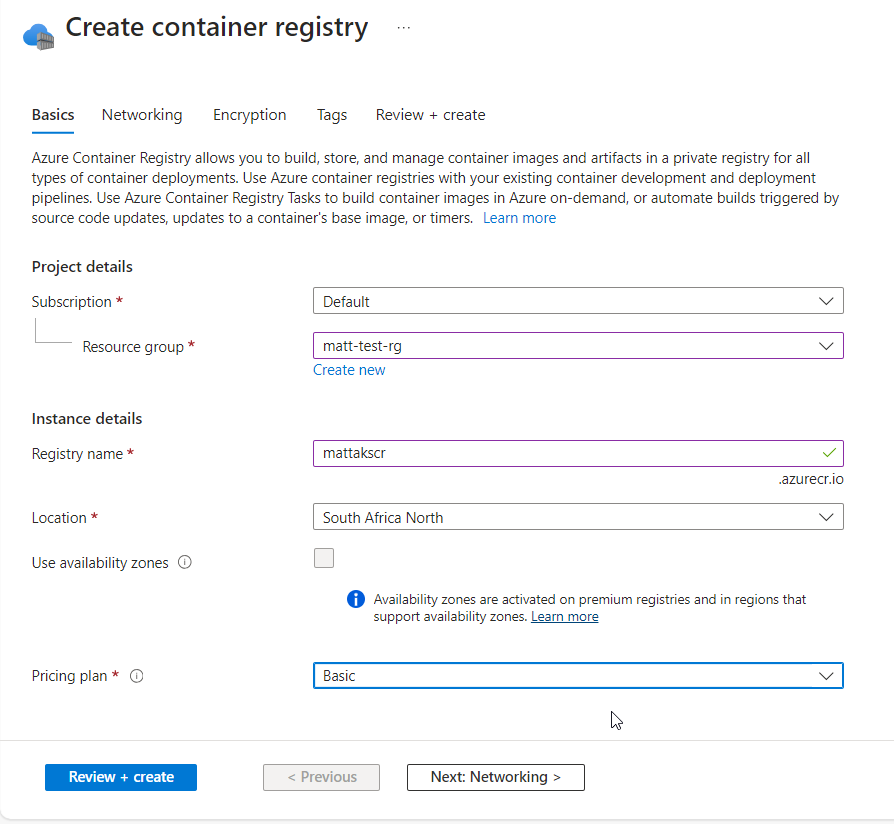 Create container registry ...
Basics Networking Encryption Tags Review + create
Azure Container Registry allows you to build, store, and manage container images and artifacts in a private registry for all
types of container deployments. Use Azure container registries with your existing container development and deployment
pipelines. Use Azure Container Registry Tasks to build container images in Azure on-demand, or automate builds triggered by
source code updates, updates to a container's base image, or timers. Learn more
Project details
Subscription * Default
Resource group * matt-test-rg
Create new
Instance details
Registry name * mattakscr
.azurecr.io
Location * South Africa North
Use availability zones
Availability zones are activated on premium registries and in regions that
support availability zones. Learn more
Pricing plan * Basic
Review + create < Previous Next: Networking >